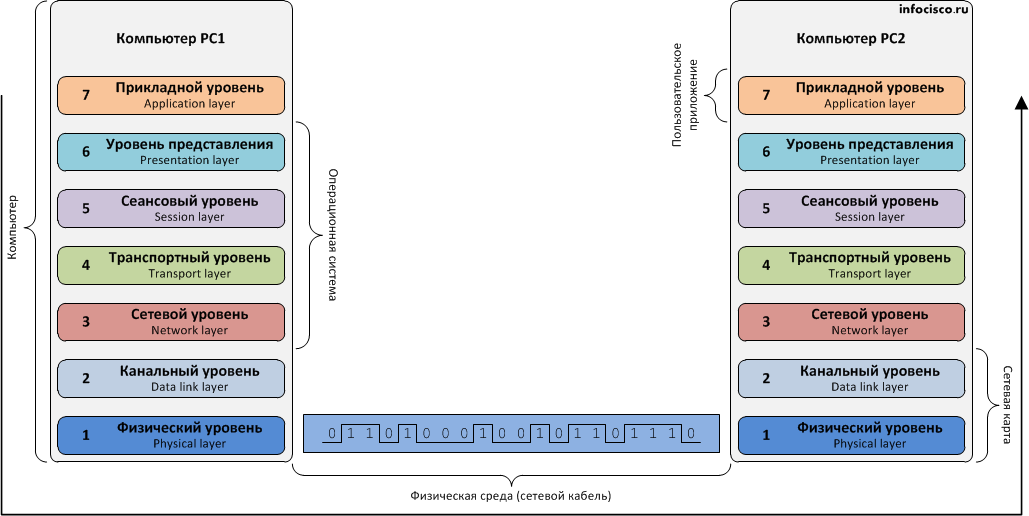 infocisco.ru
Компьютер PC1
7
Прикладной уровень
Application layer
6
Уровень представления
Presentation layer
5
Сеансовый уровень
Session layer
4
Транспортный уровень
Transport layer
3
Сетевой уровень
Network layer
2
Канальный уровень
Data link layer
1
Физический уровень
Physical layer
Компьютер
Операционная система
0 1 1 0 1 0 0 0 1 0 0 1 0 1 1 0 1 1 1 0
Физическая среда (сетевой кабель)
Компьютер PC2
Пользовательское
приложение
7
Прикладной уровень
Application layer
6
Уровень представления
Presentation layer
5
Сеансовый уровень
Session layer
4
Транспортный уровень
Transport layer
3
Сетевой уровень
Network layer
2
Канальный уровень
Data link layer
1
Физический уровень
Physical layer
Сетевая карта